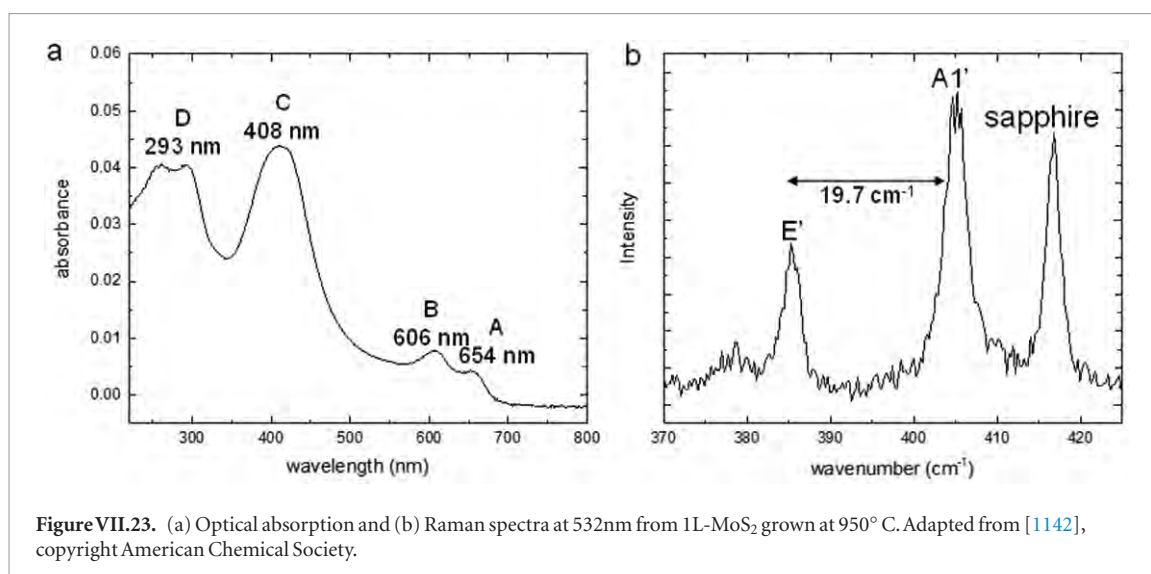 a
0.06
0.05
0.04
0.03
0.02
0.01
0.00
absorbance
D
293 nm
C
408 nm
B
606 nm
A
654 nm
300 400 500 600 700 800
wavelength (nm)
b
Intensity
E'
19.7 cm⁻¹
A1'
sapphire
370 380 390 400 410 420
wavenumber (cm⁻¹)
Figure VII.23. (a) Optical absorption and (b) Raman spectra at 532nm from 1L-MoS₂ grown at 950° C. Adapted from [1142],
copyright American Chemical Society.